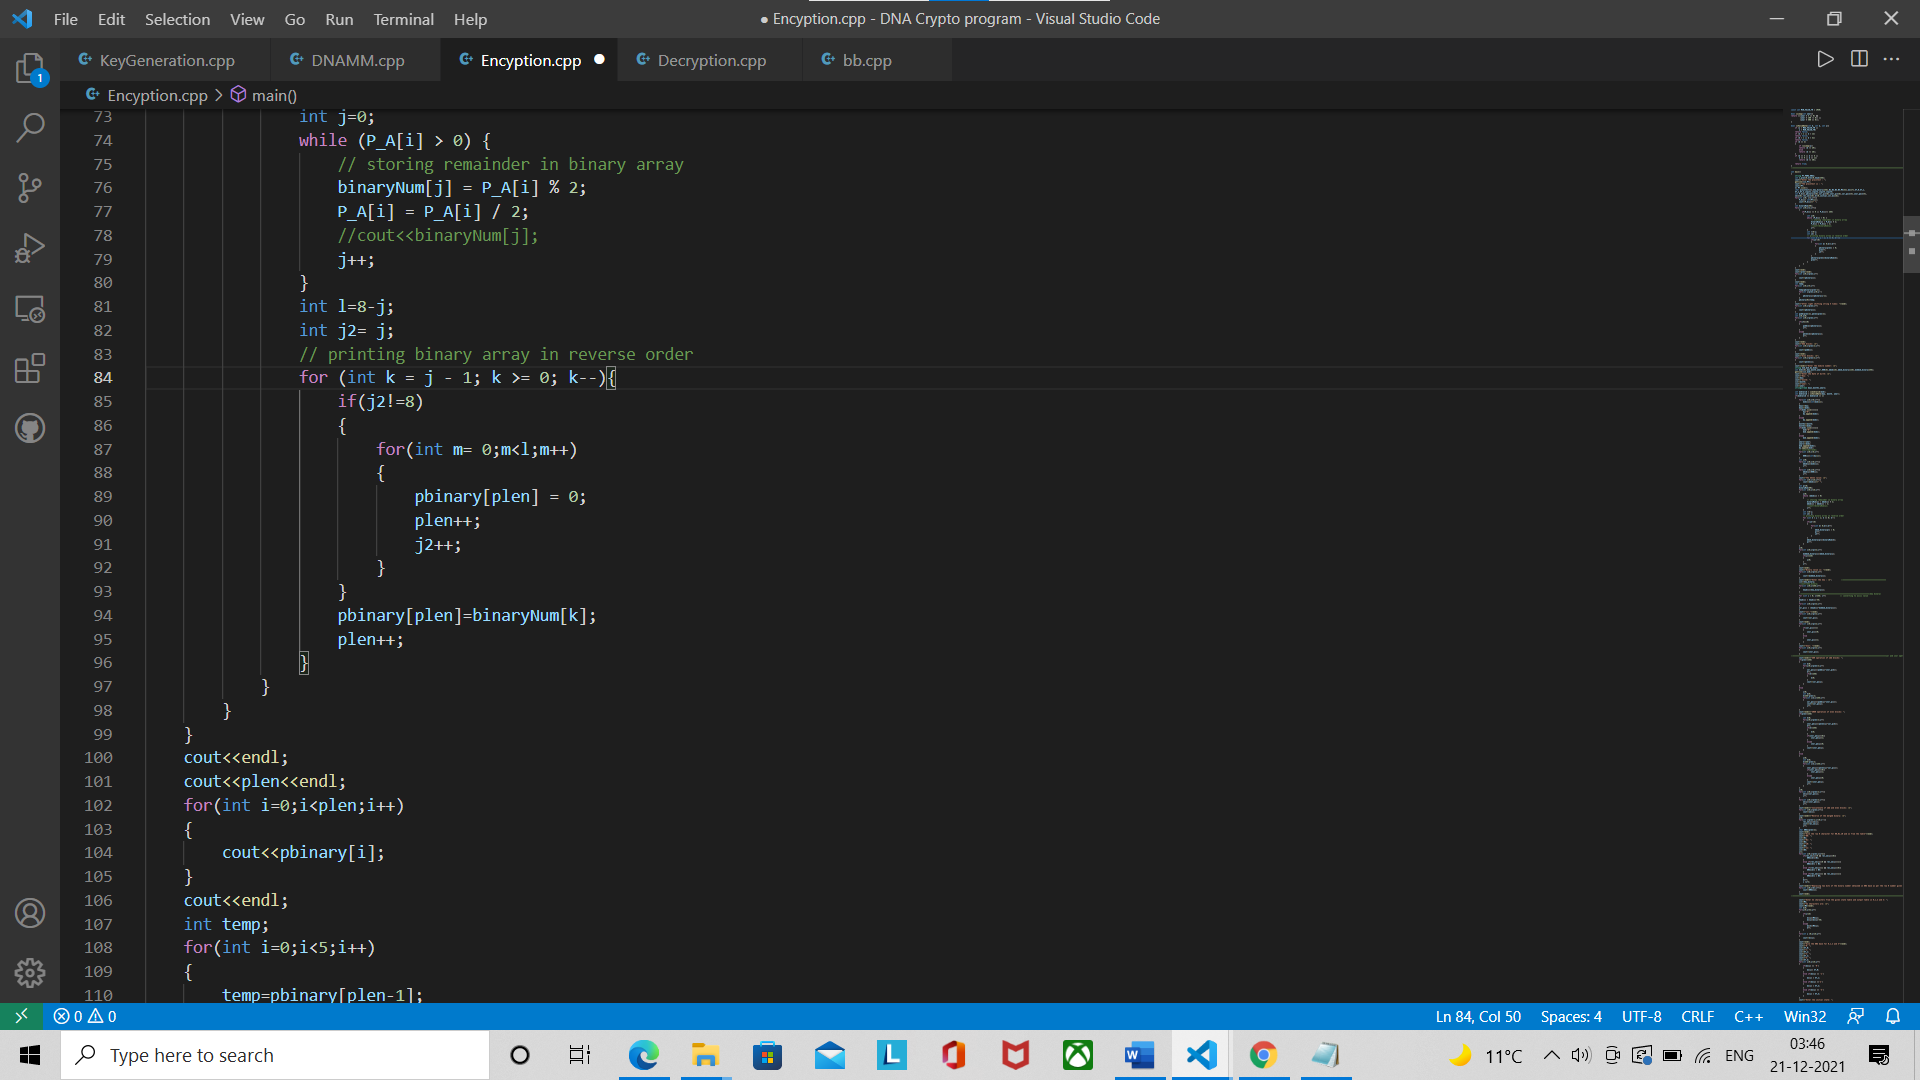 File Edit Selection View Go Run Terminal Help
● Encyption.cpp - DNA Crypto program - Visual Studio Code
KeyGeneration.cpp DNAMM.cpp Encyption.cpp Decryption.cpp bb.cpp
Encyption.cpp > main()
1
73 int j=0;
74 while (P_A[i] > 0) {
75 // storing remainder in binary array
76 binaryNum[j] = P_A[i] % 2;
77 P_A[i] = P_A[i] / 2;
78 //cout<<binaryNum[j];
79 j++;
80 }
81 int l=8-j;
82 int j2= j;
83 // printing binary array in reverse order
84 for (int k = j - 1; k >= 0; k--){
85 if(j2!=8)
86 {
87 for(int m= 0;m<l;m++)
88 {
89 pbinary[plen] = 0;
90 plen++;
91 j2++;
92 }
93 }
94 pbinary[plen]=binaryNum[k];
95 plen++;
96 }
97 }
98 }
99 }
100 cout<<endl;
101 cout<<plen<<endl;
102 for(int i=0;i<plen;i++)
103 {
104 cout<<pbinary[i];
105 }
106 cout<<endl;
107 int temp;
108 for(int i=0;i<5;i++)
109 {
110 temp=pbinary[plen-1];
0 0 Ln 84, Col 50 Spaces: 4 UTF-8 CRLF C++ Win32
Type here to search
L
W
11°C ENG
03:46
21-12-2021